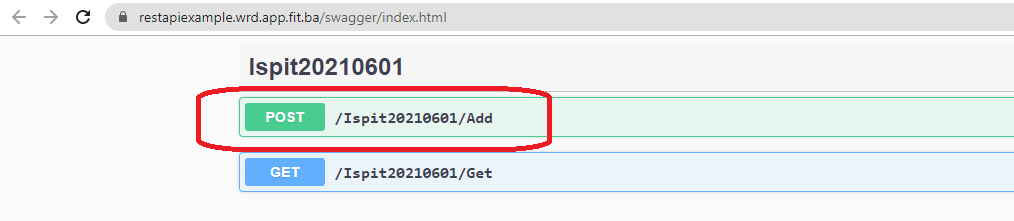 restapiexample.wrd.app.fit.ba/swagger/index.html
Ispit20210601
POST /Ispit20210601/Add
GET /Ispit20210601/Get